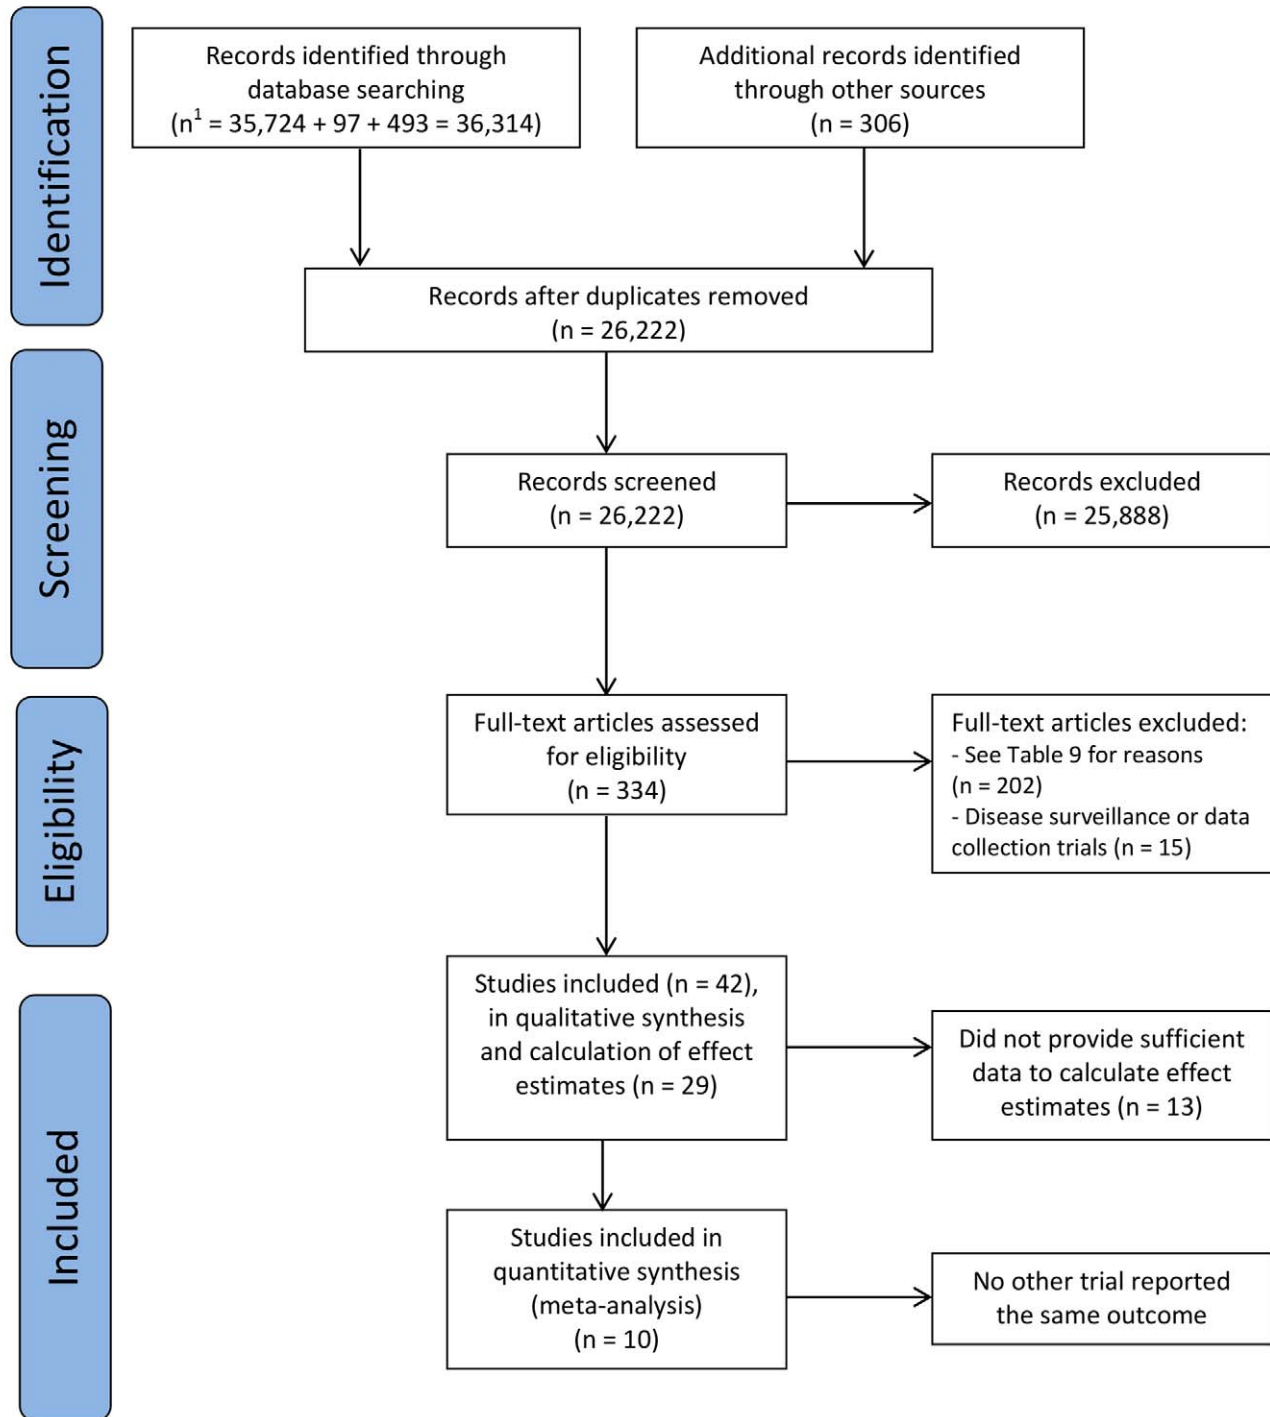 Identification
Records identified through
database searching
(n¹ = 35,724 + 97 + 493 = 36,314)
Additional records identified
through other sources
(n = 306)
Records after duplicates removed
(n = 26,222)
Screening
Records screened
(n = 26,222)
Records excluded
(n = 25,888)
Eligibility
Full-text articles assessed
for eligibility
(n = 334)
Full-text articles excluded:
- See Table 9 for reasons
(n = 202)
- Disease surveillance or data
collection trials (n = 15)
Included
Studies included (n = 42),
in qualitative synthesis
and calculation of effect
estimates (n = 29)
Did not provide sufficient
data to calculate effect
estimates (n = 13)
Studies included in
quantitative synthesis
(meta-analysis)
(n = 10)
No other trial reported
the same outcome